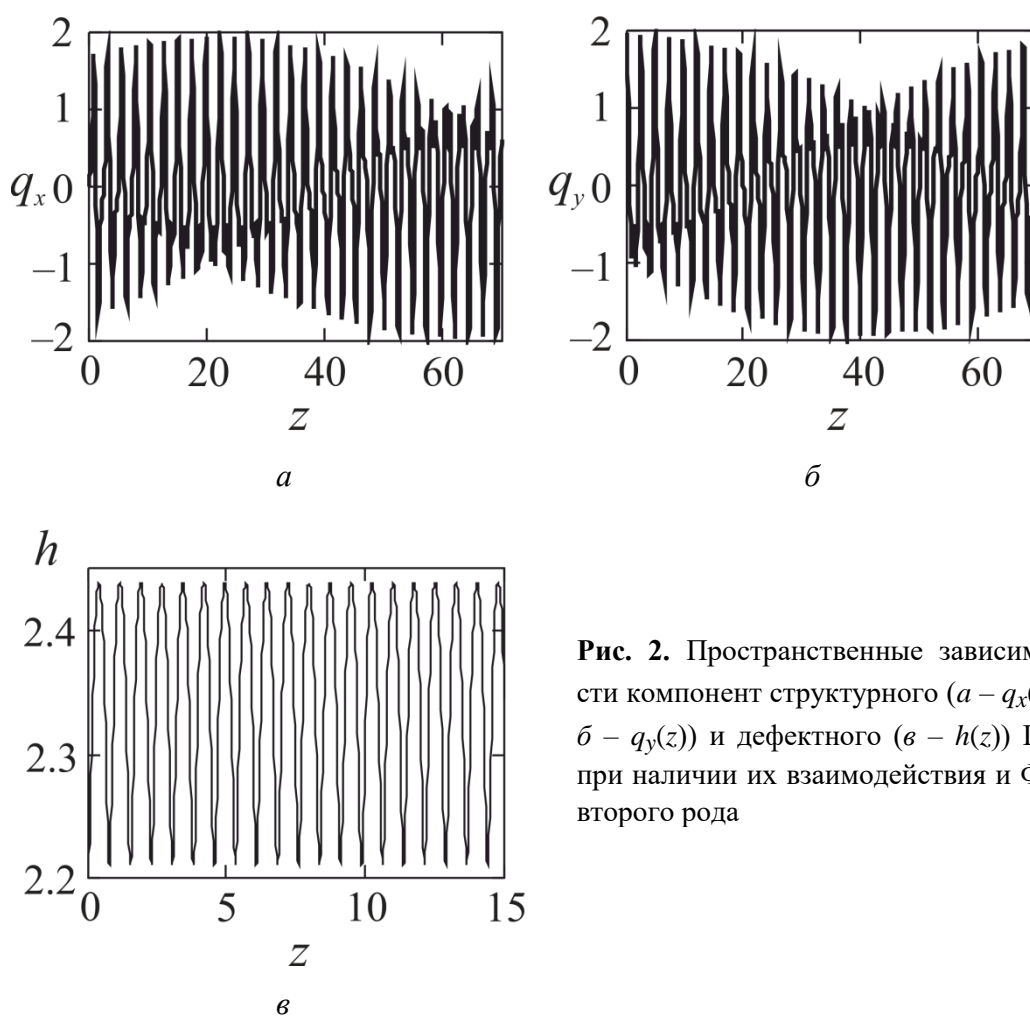 2
1
q_x 0
–1
–2
0 20 40 60
z
а
2
1
q_y 0
–1
–2
0 20 40 60
z
б
h
2.4
2.3
2.2
0 5 10 15
z
в
Рис. 2. Пространственные зависим
сти компонент структурного (а – q_x(
б – q_y(z)) и дефектного (в – h(z))
при наличии их взаимодействия и
второго рода